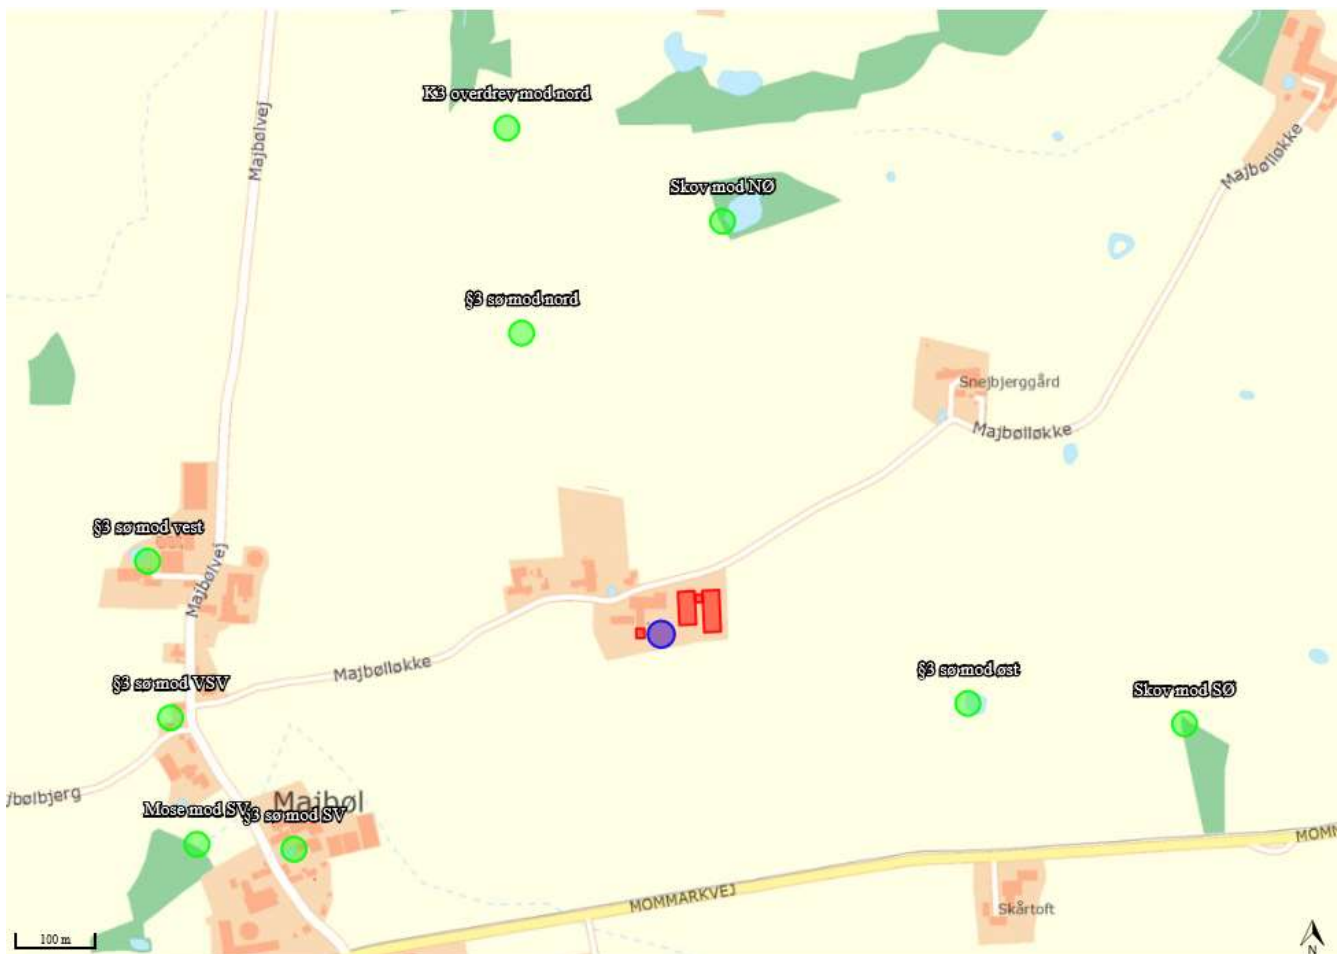 K3 overdrev mod nord
Majbølvej
Majbølløkke
Skov mod NØ
§3 sø mod nord
Snejbjerggård
Majbølløkke
§3 sø mod vest
Majbølvej
Majbølløkke
§3 sø mod VSV
§3 sø mod øst
Skov mod SØ
jbølbjerg
Majbøl
Mose mod SV
§3 sø mod SV
MOMM
MOMMARKVEJ
Skårtoft
100 m
N